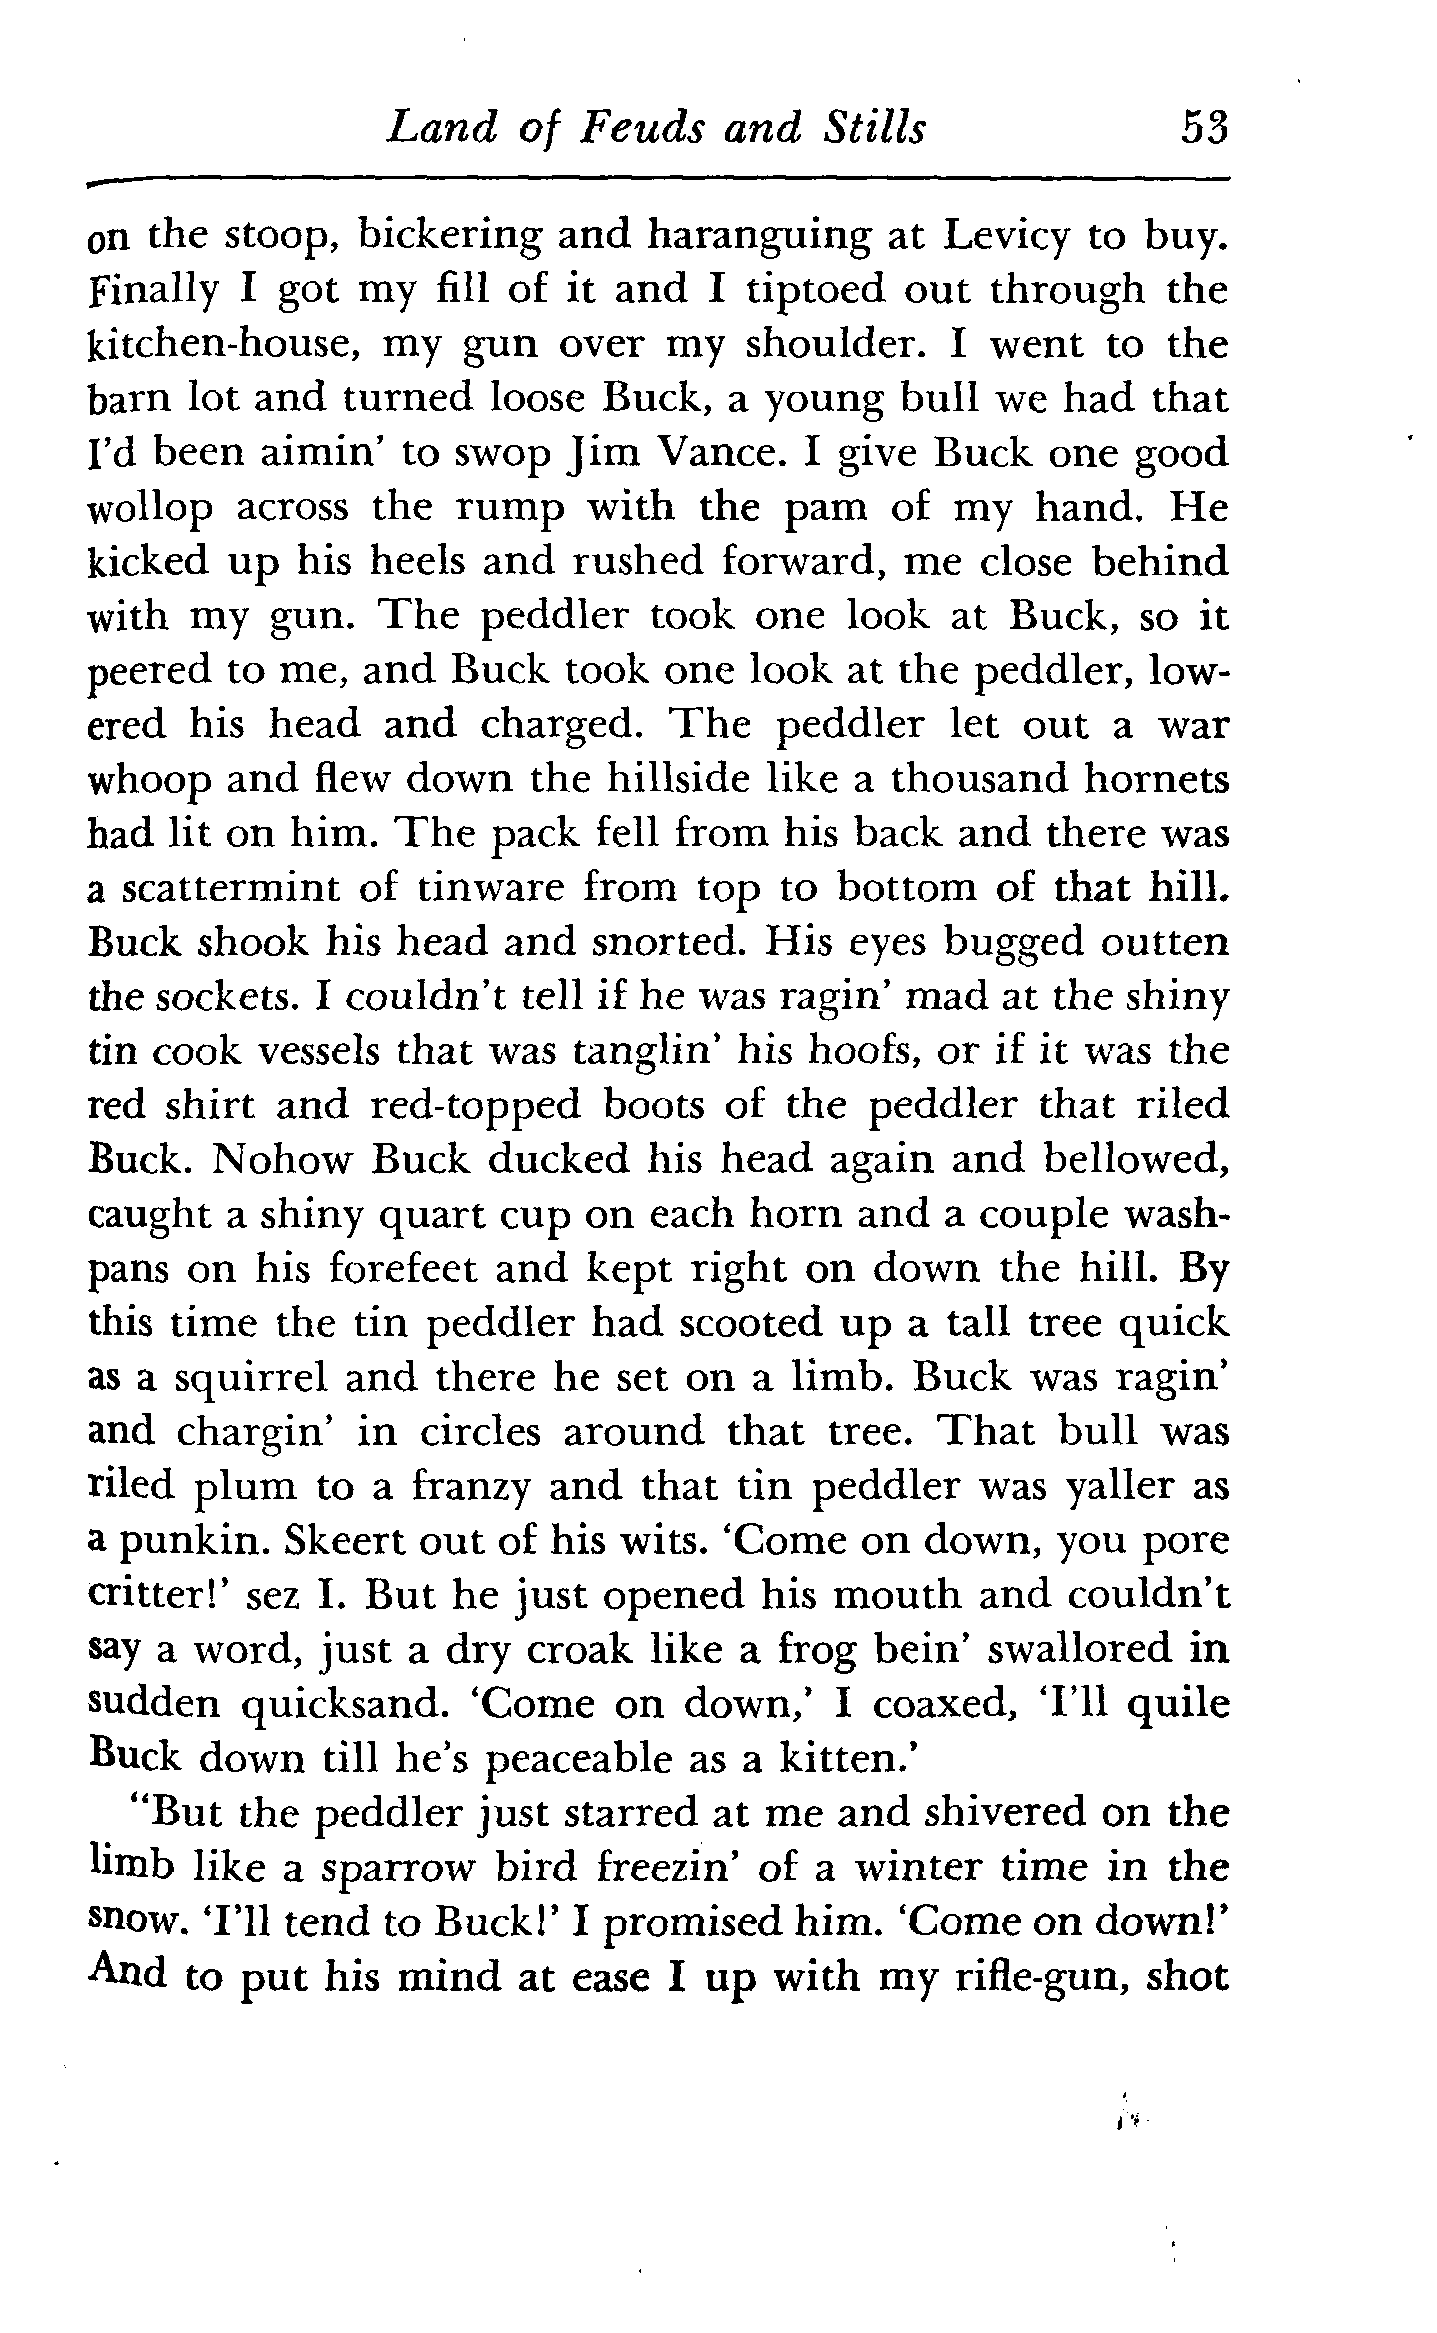 Land of Feuds and Stills 53
on the stoop, bickering and haranguing at Levicy to buy.
Finally I got my fill of it and I tiptoed out through the
kitchen-house, my gun over my shoulder. I went to the
barn lot and turned loose Buck, a young bull we had that
I'd been aimin' to swop Jim Vance. I give Buck one good
wollop across the rump with the pam of my hand. He
kicked up his heels and rushed forward, me close behind
with my gun. The peddler took one look at Buck, so it
peered to me, and Buck took one look at the peddler, low-
ered his head and charged. The peddler let out a war
whoop and flew down the hillside like a thousand hornets
had lit on him. The pack fell from his back and there was
a scattermint of tinware from top to bottom of that hill.
Buck shook his head and snorted. His eyes bugged outten
the sockets. I couldn't tell if he was ragin' mad at the shiny
tin cook vessels that was tanglin' his hoofs, or if it was the
red shirt and red-topped boots of the peddler that riled
Buck. Nohow Buck ducked his head again and bellowed,
caught a shiny quart cup on each horn and a couple wash-
pans on his forefeet and kept right on down the hill. By
this time the tin peddler had scooted up a tall tree quick
as a squirrel and there he set on a limb. Buck was ragin'
and chargin' in circles around that tree. That bull was
riled plum to a franzy and that tin peddler was yaller as
a punkin. Skeert out of his wits. 'Come on down, you pore
critter!' sez I. But he just opened his mouth and couldn't
say a word, just a dry croak like a frog bein' swallored in
sudden quicksand. 'Come on down,' I coaxed, 'I'll quile
Buck down till he's peaceable as a kitten.'
"But the peddler just starred at me and shivered on the
limb like a sparrow bird freezin' of a winter time in the
snow. 'I'll tend to Buck!' I promised him. 'Come on down!'
And to put his mind at ease I up with my rifle-gun, shot